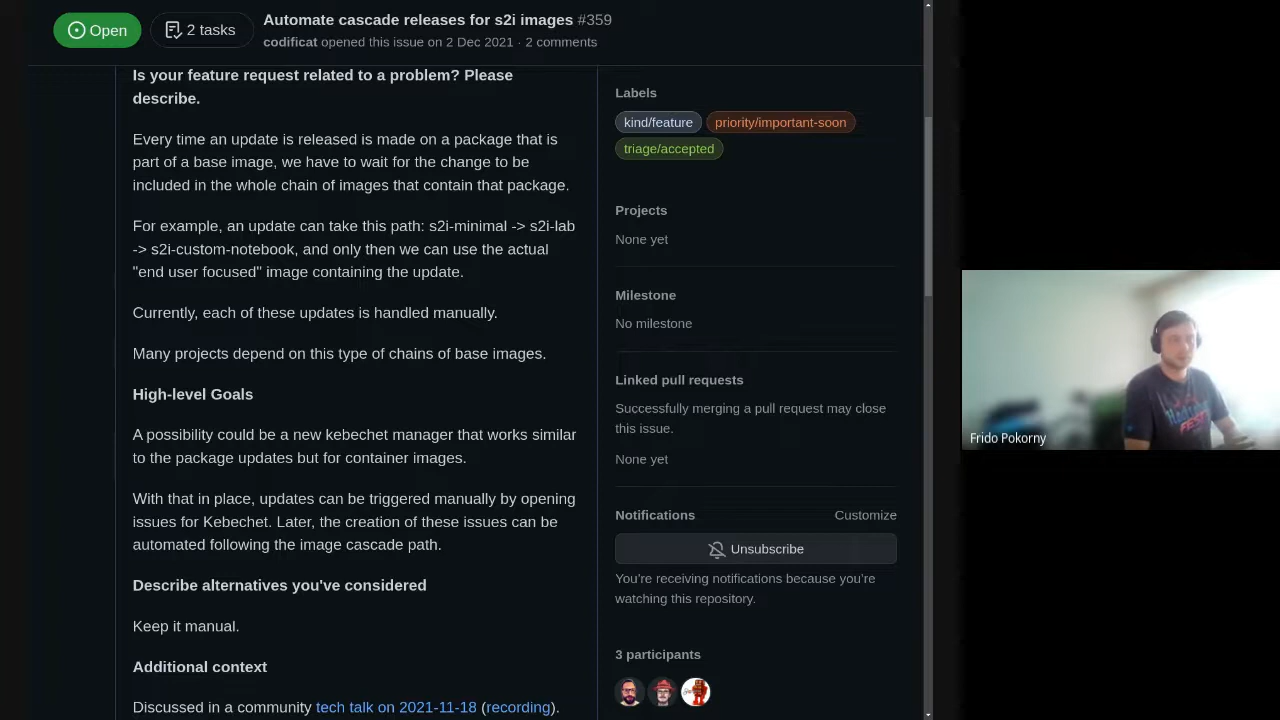 Open
2 tasks
Automate cascade releases for s2i images #359
codificat opened this issue on 2 Dec 2021 · 2 comments
Is your feature request related to a problem? Please
describe.
Every time an update is released is made on a package that is
part of a base image, we have to wait for the change to be
included in the whole chain of images that contain that package.
For example, an update can take this path: s2i-minimal -> s2i-lab
-> s2i-custom-notebook, and only then we can use the actual
"end user focused" image containing the update.
Currently, each of these updates is handled manually.
Many projects depend on this type of chains of base images.
High-level Goals
A possibility could be a new kebechet manager that works similar
to the package updates but for container images.
With that in place, updates can be triggered manually by opening
issues for Kebechet. Later, the creation of these issues can be
automated following the image cascade path.
Describe alternatives you've considered
Keep it manual.
Additional context
Discussed in a community tech talk on 2021-11-18 (recording).
Labels
kind/feature
priority/important-soon
triage/accepted
Projects
None yet
Milestone
No milestone
Linked pull requests
Successfully merging a pull request may close
this issue.
None yet
Notifications
Customize
Unsubscribe
You're receiving notifications because you're
watching this repository.
3 participants
Frido Pokorny